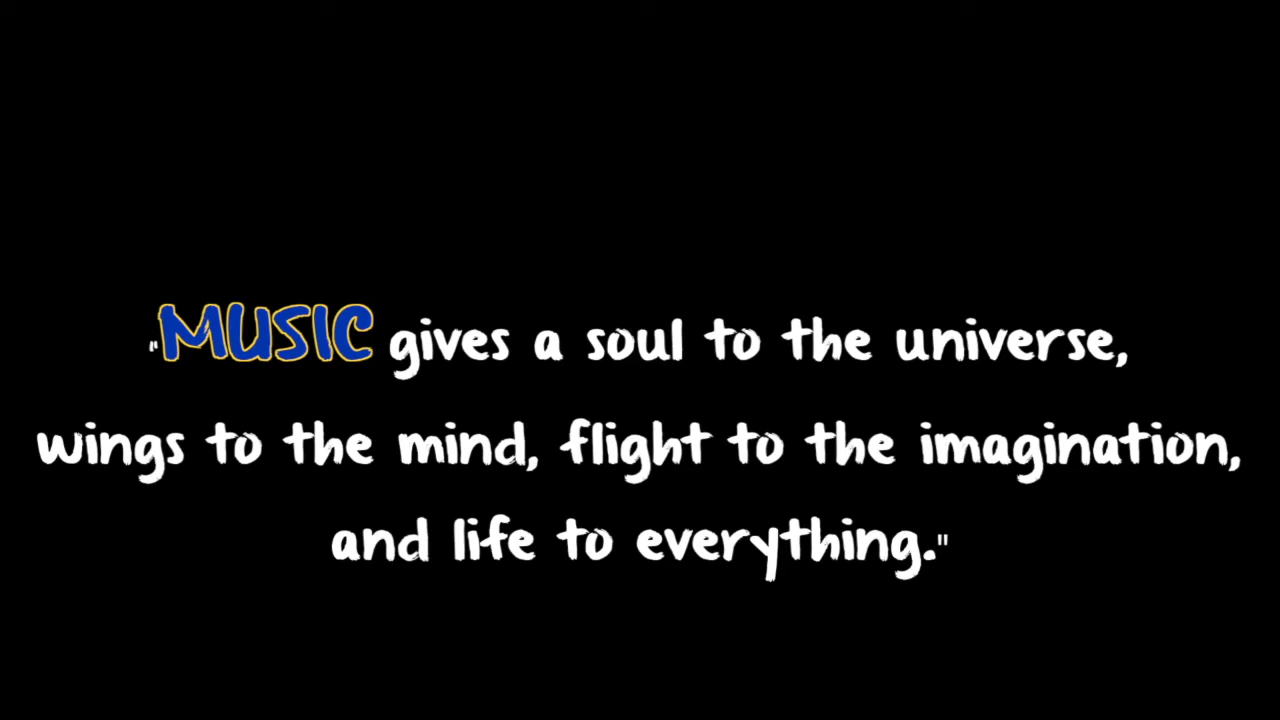 "MUSIC gives a soul to the universe,
wings to the mind, flight to the imagination,
and life to everything."